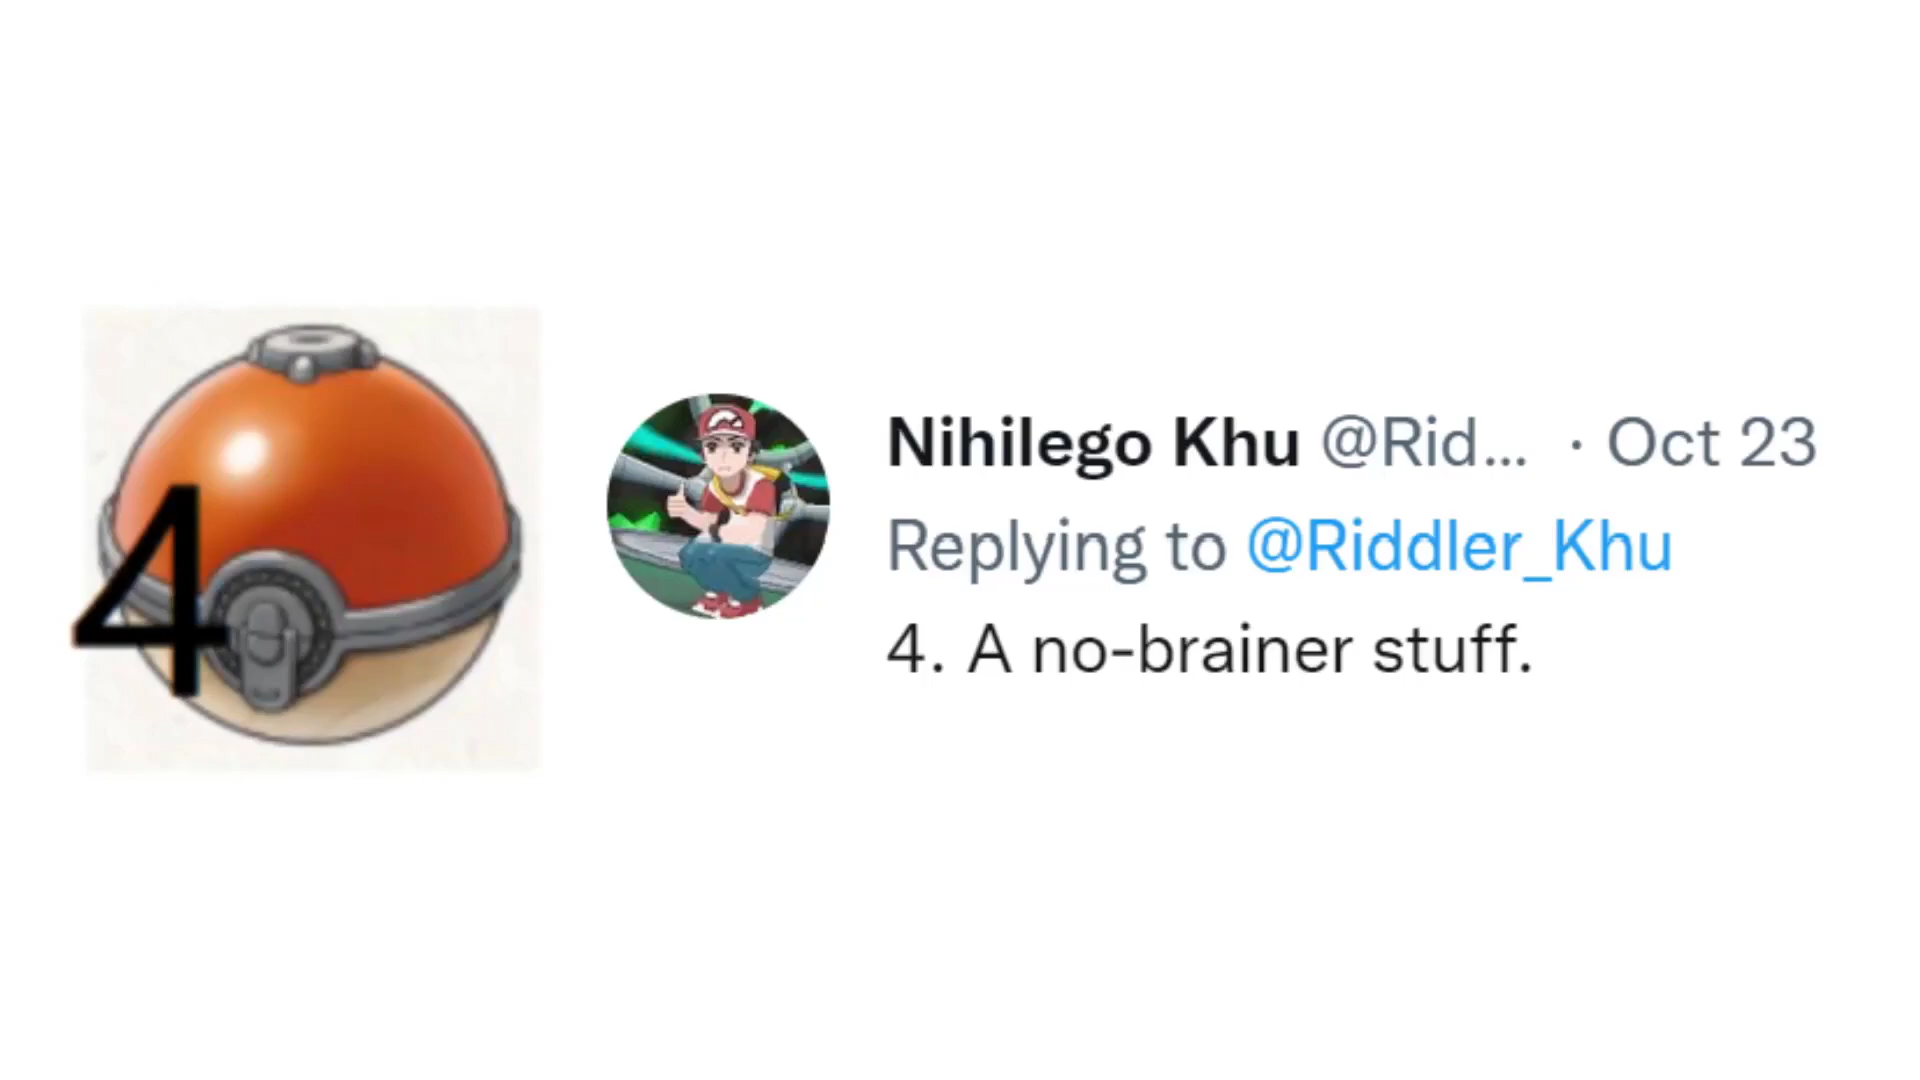 4
Nihilego Khu @Rid... · Oct 23
Replying to @Riddler_Khu
4. A no-brainer stuff.